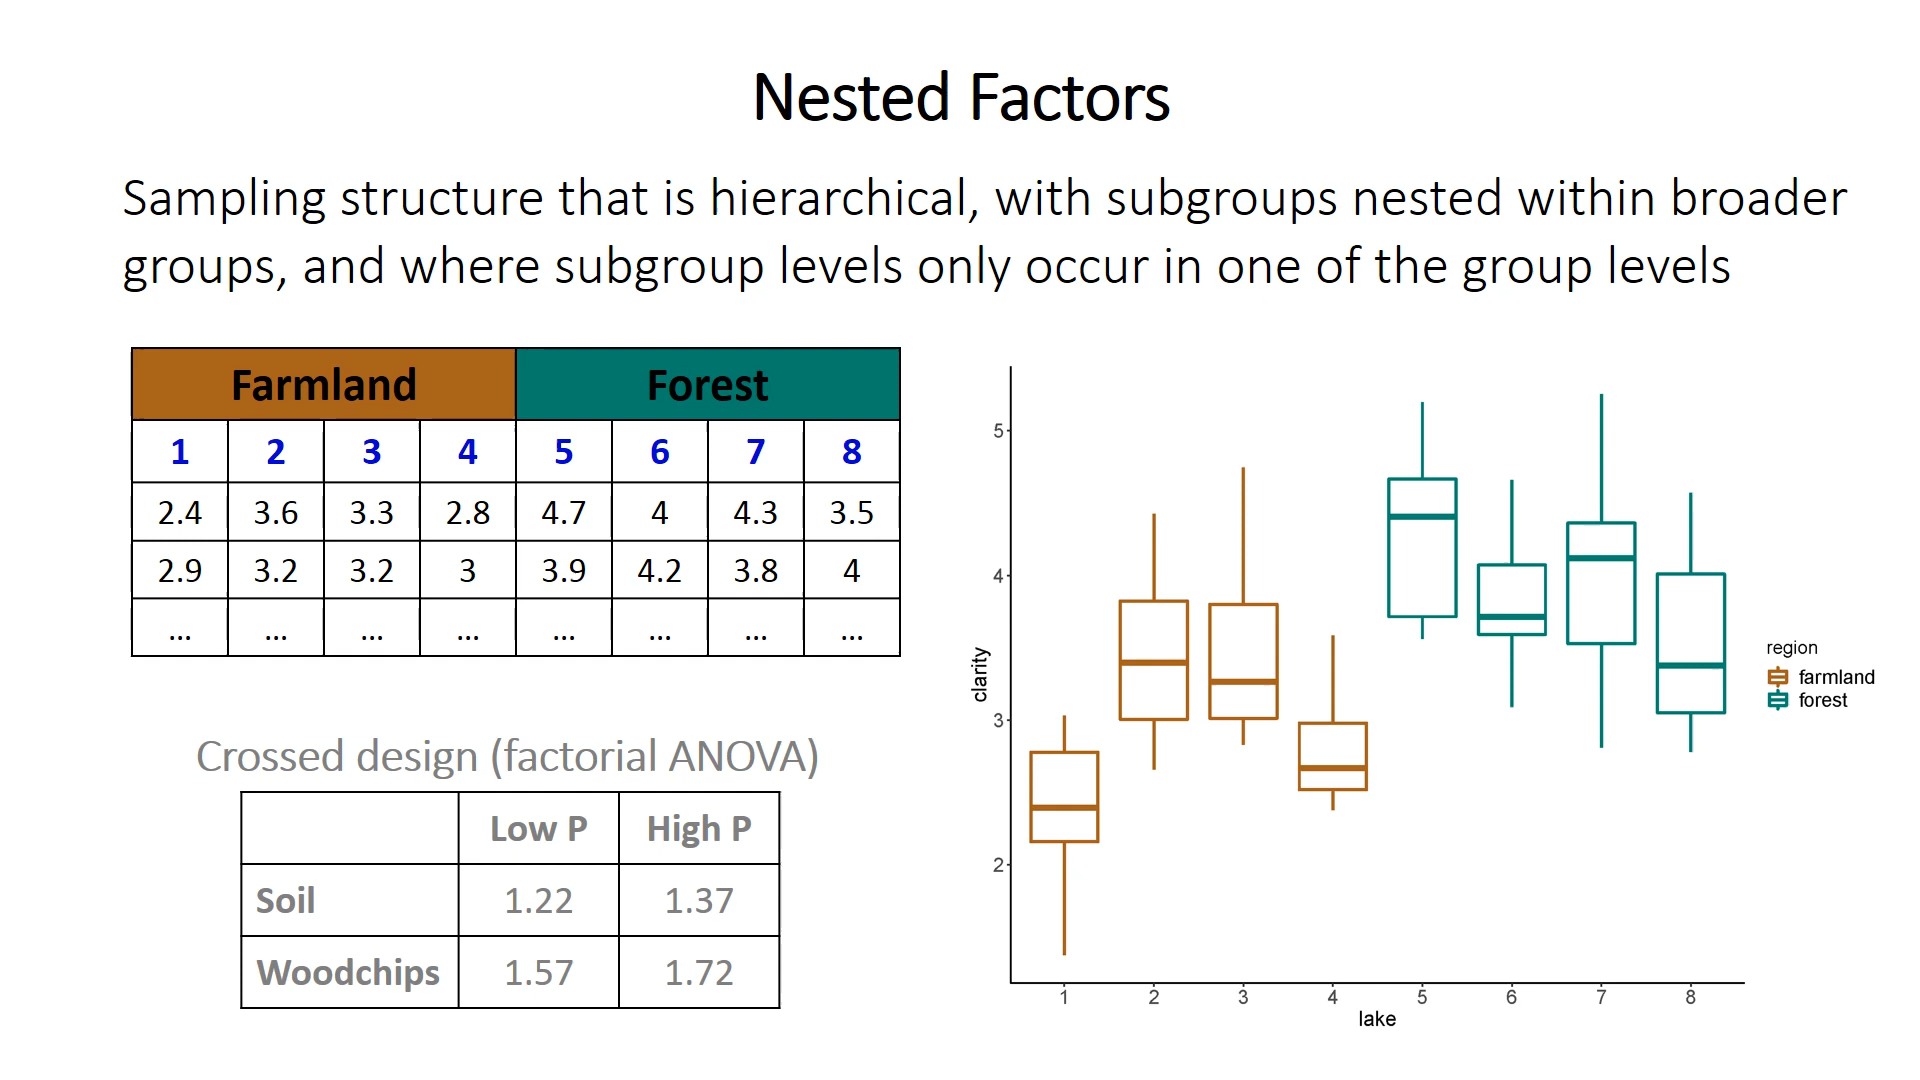 Nested Factors
Sampling structure that is hierarchical, with subgroups nested within broader
groups, and where subgroup levels only occur in one of the group levels
Farmland Forest
1 2 3 4 5 6 7 8
2.4 3.6 3.3 2.8 4.7 4 4.3 3.5
2.9 3.2 3.2 3 3.9 4.2 3.8 4
... ... ... ... ... ... ... ...
Crossed design (factorial ANOVA)
Low P High P
Soil 1.22 1.37
Woodchips 1.57 1.72
clarity
5
4
3
2
1 2 3 4 5 6 7 8
lake
region
farmland
forest